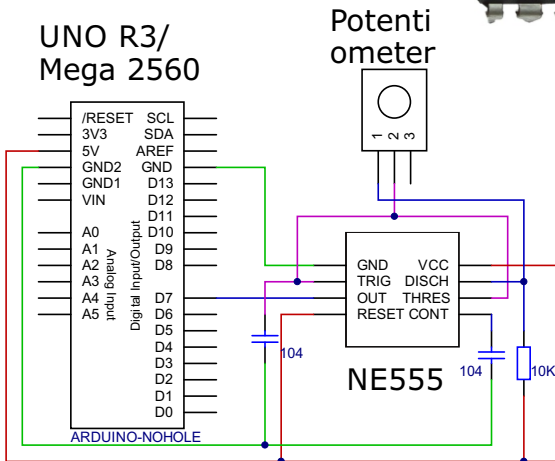 UNO R3/
Mega 2560
Potenti
ometer
1 2 3
/RESET SCL
3V3 SDA
5V AREF
GND2 GND
GND1 D13
VIN D12
D11
A0 D10
A1 D9
A2 D8
A3
A4 D7
A5 D6
D5
D4
D3
D2
D1
D0
Analog Input
Digital Input/Output
ARDUINO-NOHOLE
GND VCC
TRIG DISCH
OUT THRES
RESET CONT
NE555
104
104
10K